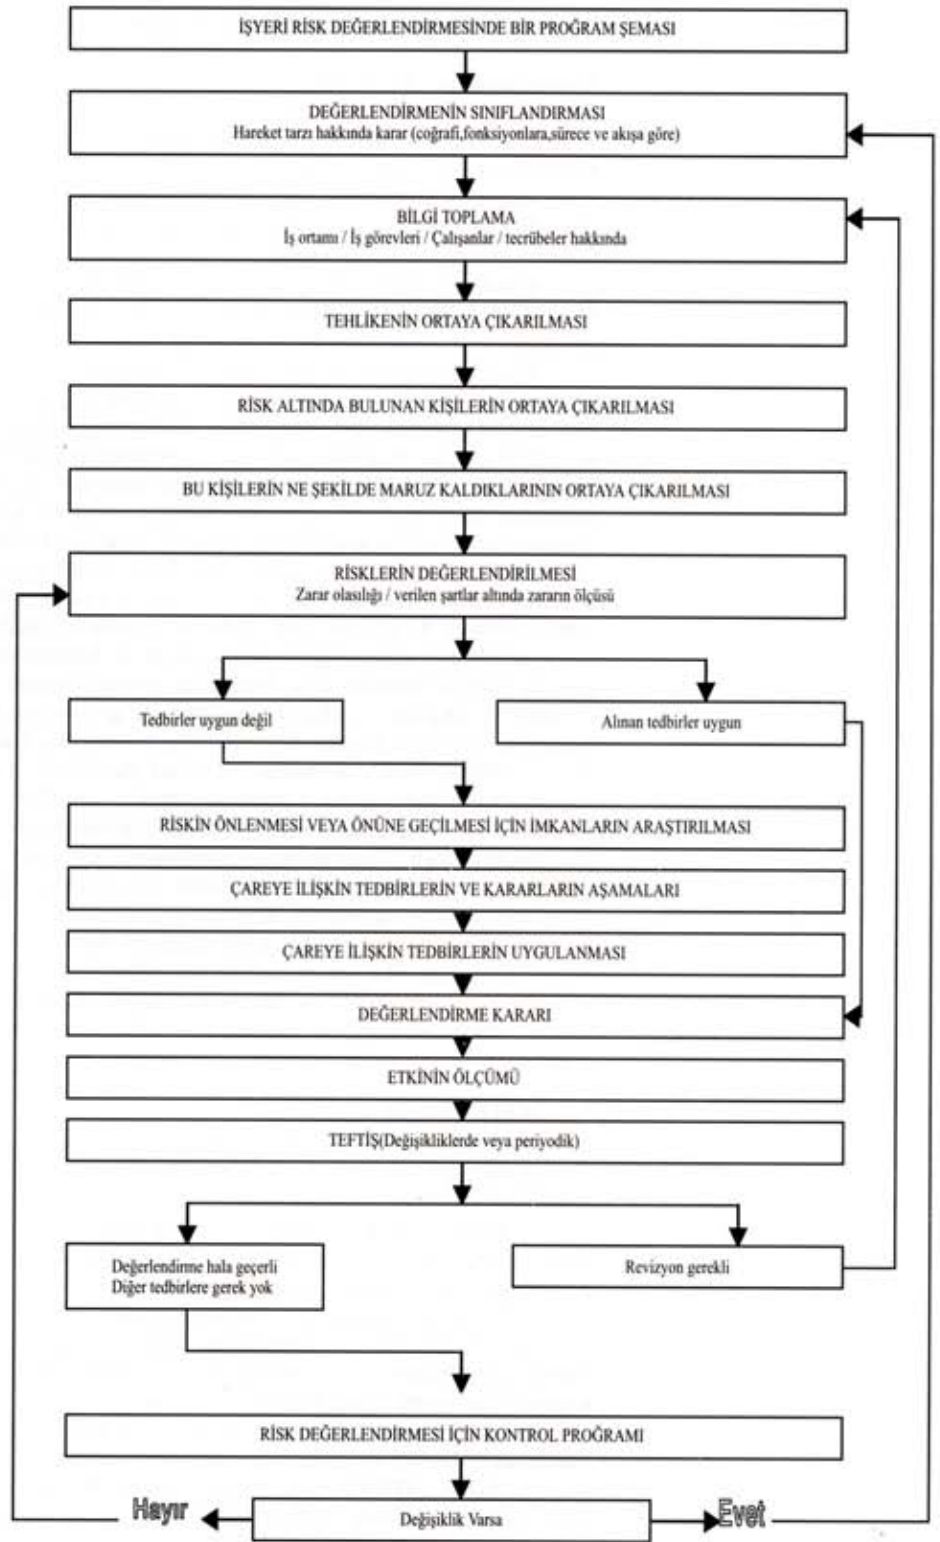 İŞYERİ RİSK DEĞERLENDİRMESİNDE BİR PROĞRAM ŞEMASI
DEĞERLENDİRMENİN SINIFLANDIRMASI
Hareket tarzı hakkında karar (coğrafi,fonksiyonlara,sürece ve akışa göre)
BİLGİ TOPLAMA
İş ortamı / İş görevleri / Çalışanlar / tecrübeler hakkında
TEHLİKENİN ORTAYA ÇIKARILMASI
RİSK ALTINDA BULUNAN KİŞİLERİN ORTAYA ÇIKARILMASI
BU KİŞİLERİN NE ŞEKİLDE MARUZ KALDIKLARININ ORTAYA ÇIKARILMASI
RİSKLERİN DEĞERLENDİRİLMESİ
Zarar olasılığı / verilen şartlar altında zararın ölçüsü
Tedbirler uygun değil
Alınan tedbirler uygun
RİSKİN ÖNLENMESİ VEYA ÖNÜNE GEÇİLMESİ İÇİN İMKANLARIN ARAŞTIRILMASI
ÇAREYE İLİŞKİN TEDBİRLERİN VE KARARLARIN AŞAMALARI
ÇAREYE İLİŞKİN TEDBİRLERİN UYGULANMASI
DEĞERLENDİRME KARARI
ETKİNİN ÖLÇÜMÜ
TEFTİŞ(Değişikliklerde veya periyodik)
Değerlendirme hala geçerli
Diğer tedbirlere gerek yok
Revizyon gerekli
RİSK DEĞERLENDİRMESİ İÇİN KONTROL PROĞRAMI
Hayır
Değişiklik Varsa
Evet